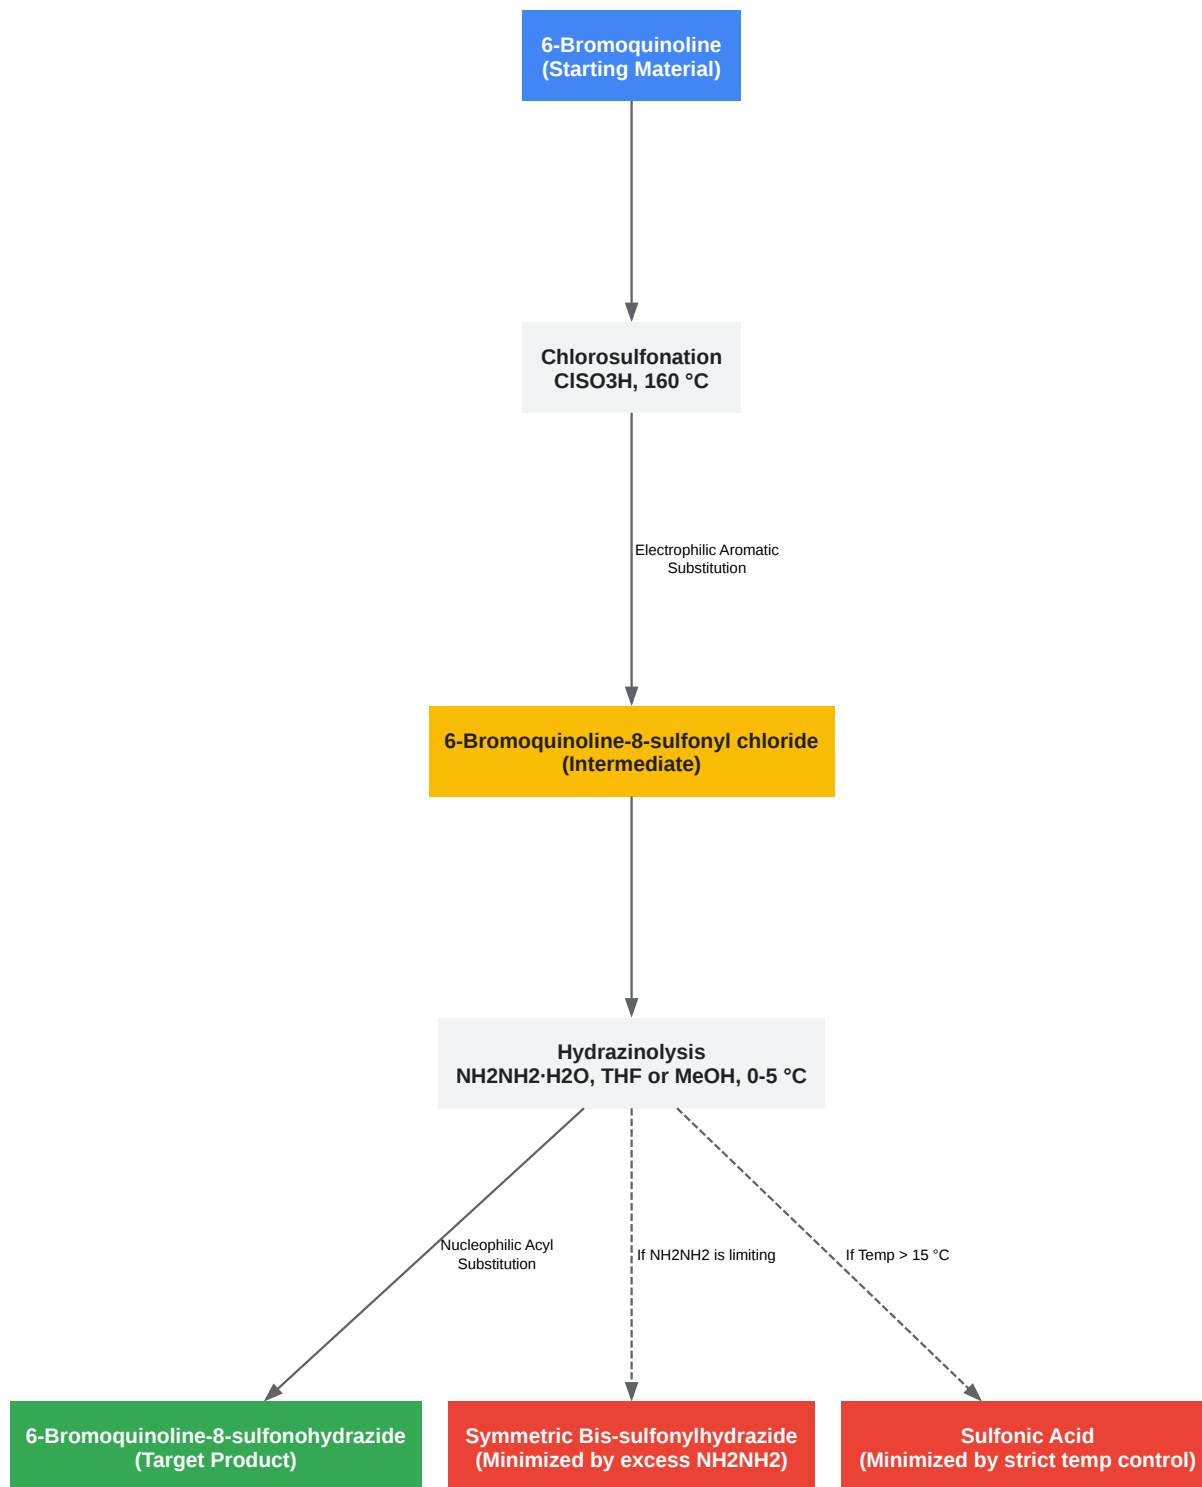 6-Bromoquinoline
(Starting Material)
Chlorosulfonation
ClSO3H, 160 °C
Electrophilic Aromatic
Substitution
6-Bromoquinoline-8-sulfonyl chloride
(Intermediate)
Hydrazinolysis
NH2NH2·H2O, THF or MeOH, 0-5 °C
Nucleophilic Acyl
Substitution
If NH2NH2 is limiting
If Temp > 15 °C
6-Bromoquinoline-8-sulfonohydrazide
(Target Product)
Symmetric Bis-sulfonylhydrazide
(Minimized by excess NH2NH2)
Sulfonic Acid
(Minimized by strict temp control)